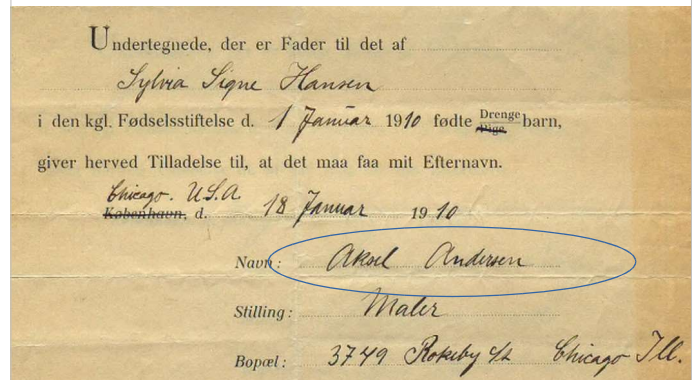 Undertegnede, der er Fader til det af
Sylvia Signe Hansen
i den kgl. Fødselsstiftelse d. 1 Januar 1910 fødte Drenge
Pige barn,
giver herved Tilladelse til, at det maa faa mit Efternavn.
Chicago. U.S.A
København, d. 18 Januar 1910
Navn: Aksel Andersen
Stilling: Maler
Bopæl: 3749 Rokeby St Chicago Ill.